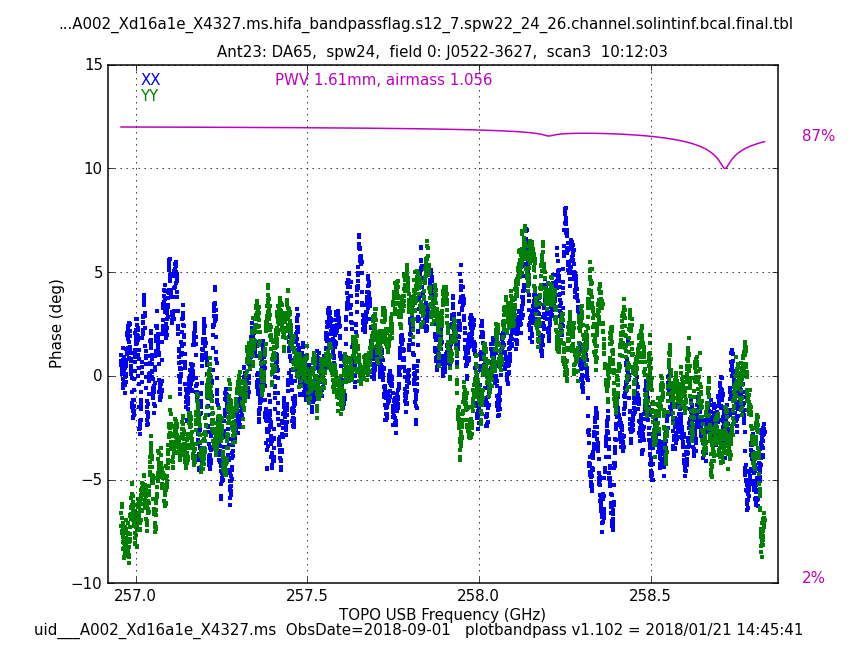 ...A002_Xd16a1e_X4327.ms.hifa_bandpassflag.s12_7.spw22_24_26.channel.solintinf.bcal.final.tbl
Ant23: DA65,  spw24,  field 0: J0522-3627,  scan3  10:12:03
XX
YY
PWV 1.61mm, airmass 1.056
87%
2%
15
10
5
0
−5
−10
Phase (deg)
257.0
257.5
258.0
258.5
TOPO USB Frequency (GHz)
uid___A002_Xd16a1e_X4327.ms  ObsDate=2018-09-01   plotbandpass v1.102 = 2018/01/21 14:45:41